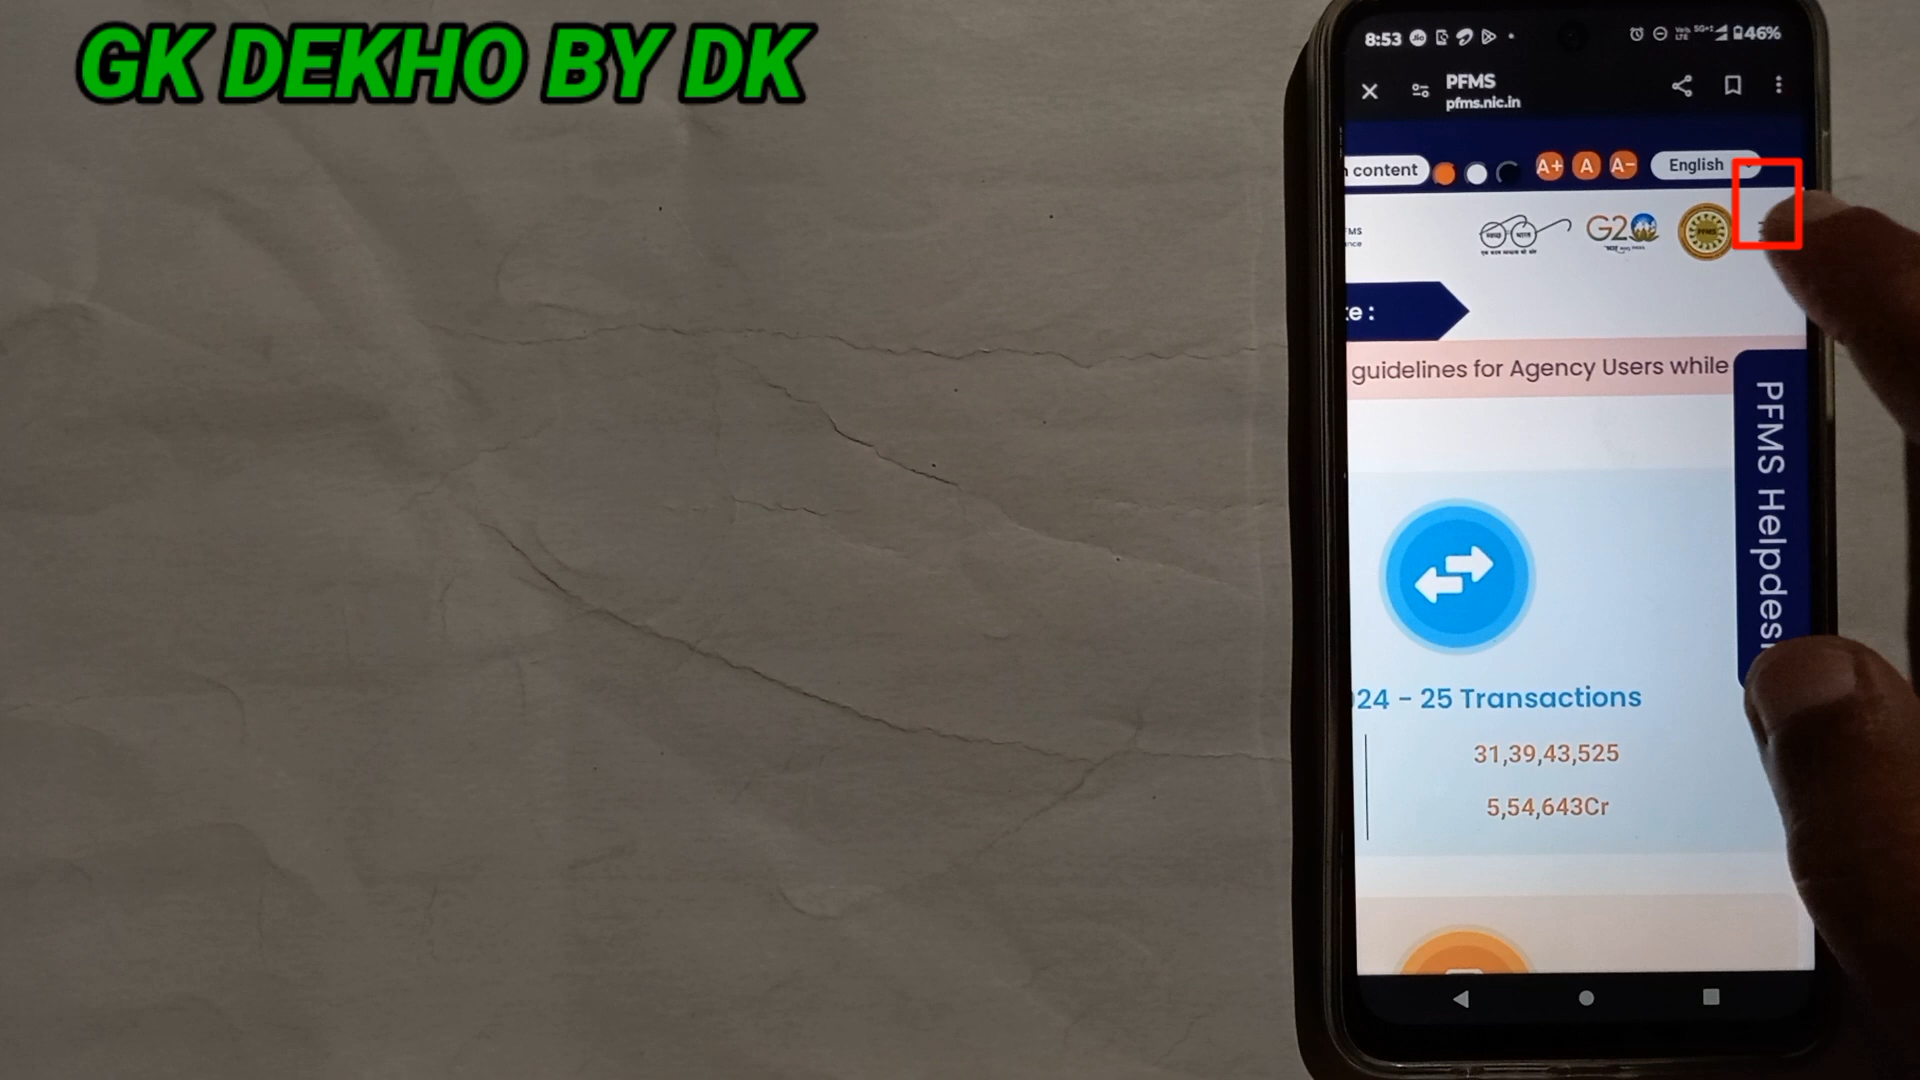 GK DEKHO BY DK
8:53
46%
PFMS
pfms.nic.in
content
A+ A A-
English
G20
guidelines for Agency Users while
PFMS Helpdes
24 - 25 Transactions
31,39,43,525
5,54,643Cr